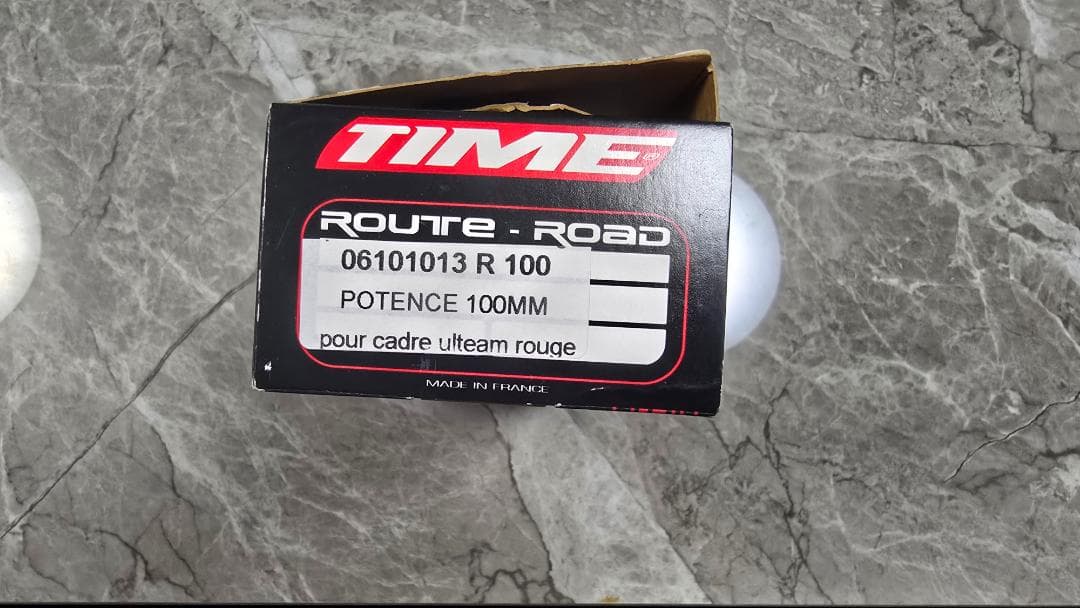 TIME®
ROUTE - ROAD
06101013 R 100
POTENCE 100MM
pour cadre ulteam rouge
MADE IN FRANCE